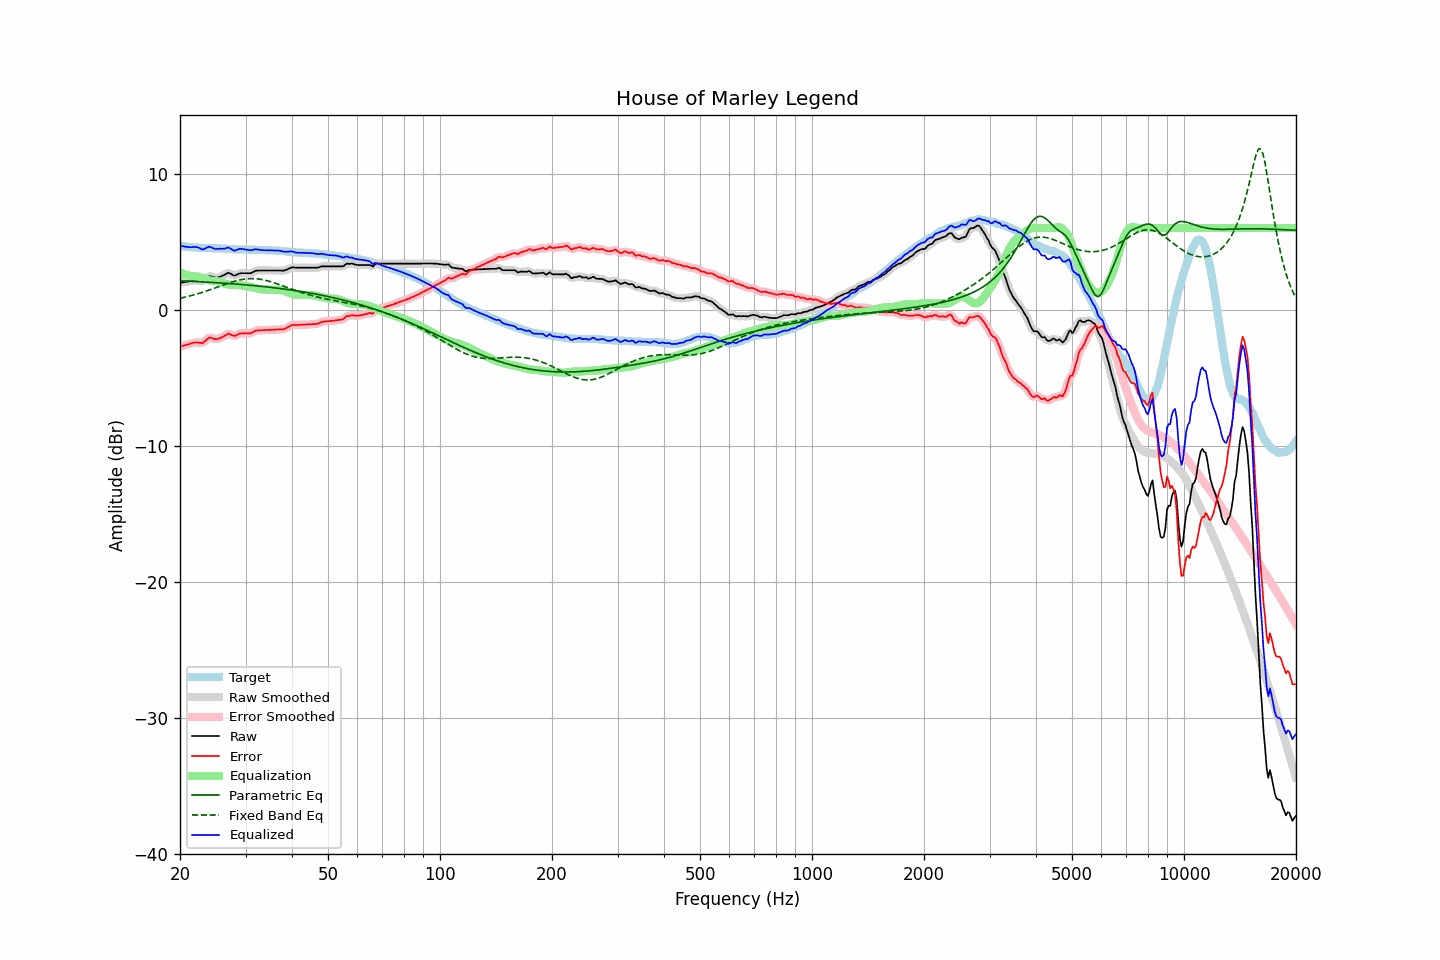 House of Marley Legend
Amplitude (dBr)
10
0
−10
−20
−30
−40
Target
Raw Smoothed
Error Smoothed
Raw
Error
Equalization
Parametric Eq
Fixed Band Eq
Equalized
20 50 100 200 500 1000 2000 5000 10000 20000
Frequency (Hz)